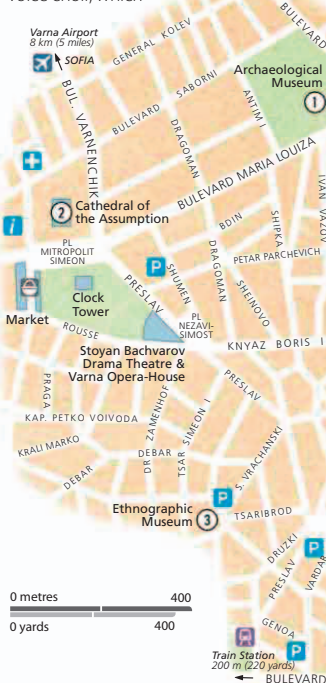 Varna Airport
8 km (5 miles)
SOFIA
GENERAL KOLEV
BULEVARD
Archaeological
Museum
1
BUL. VARNENCHIK
BULEVARD SABORNI
ANTIM I
DRAGOMAN
BULEVARD MARIA LOUIZA
IVAN VAZOV
2
Cathedral of
the Assumption
i
BDIN
SHIPKA
PL
MITROPOLIT
SIMEON
P
SHUMEN
DRAGOMAN
PETAR PARCHEVICH
SHEINOVO
PRESLAV
Clock
Tower
Market
ROUSSE
PL
NEZAVI-
SIMOST
KNYAZ BORIS I
Stoyan Bachvarov
Drama Theatre &
Varna Opera-House
PRESLAV
PRAGA
DR ZAMENHOF
TSAR SIMEON I
KAP. PETKO VOIVODA
KRALI MARKO
DEBAR
DEBAR
S. VRACHANSKI
P
Ethnographic
Museum
3
TSARIBROD
DRUZKI
P
PRESLAV
VARDAR
0 metres 400
0 yards 400
GENOA
P
Train Station
200 m (220 yards)
BULEVARD